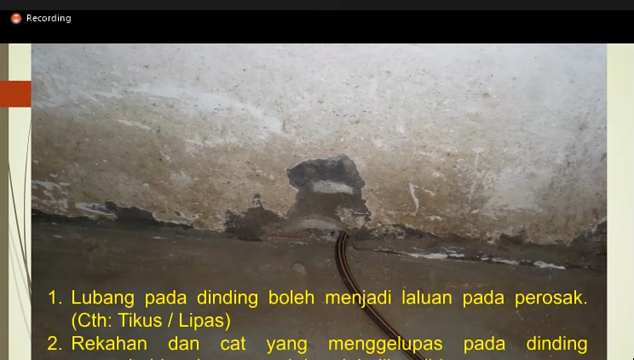 Recording
1. Lubang pada dinding boleh menjadi laluan pada perosak.
(Cth: Tikus / Lipas)
2. Rekahan dan cat yang menggelupas pada dinding